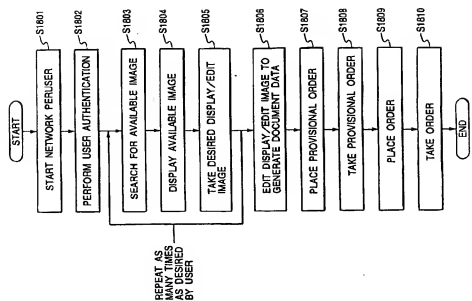 START
START NETWORK PERUSER
S1801
PERFORM USER AUTHENTICATION
S1802
SEARCH FOR AVAILABLE IMAGE
S1803
DISPLAY AVAILABLE IMAGE
S1804
TAKE DESIRED DISPLAY/EDIT
IMAGE
S1805
REPEAT AS
MANY TIMES
AS DESIRED
BY USER
EDIT DISPLAY/EDIT IMAGE TO
GENERATE DOCUMENT DATA
S1806
PLACE PROVISIONAL ORDER
S1807
TAKE PROVISIONAL ORDER
S1808
PLACE ORDER
S1809
TAKE ORDER
S1810
END